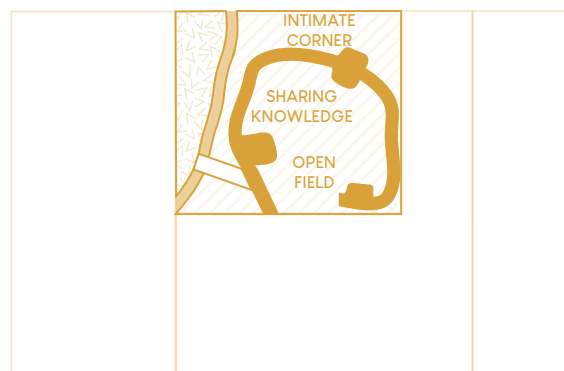 INTIMATE
CORNER
SHARING
KNOWLEDGE
OPEN
FIELD